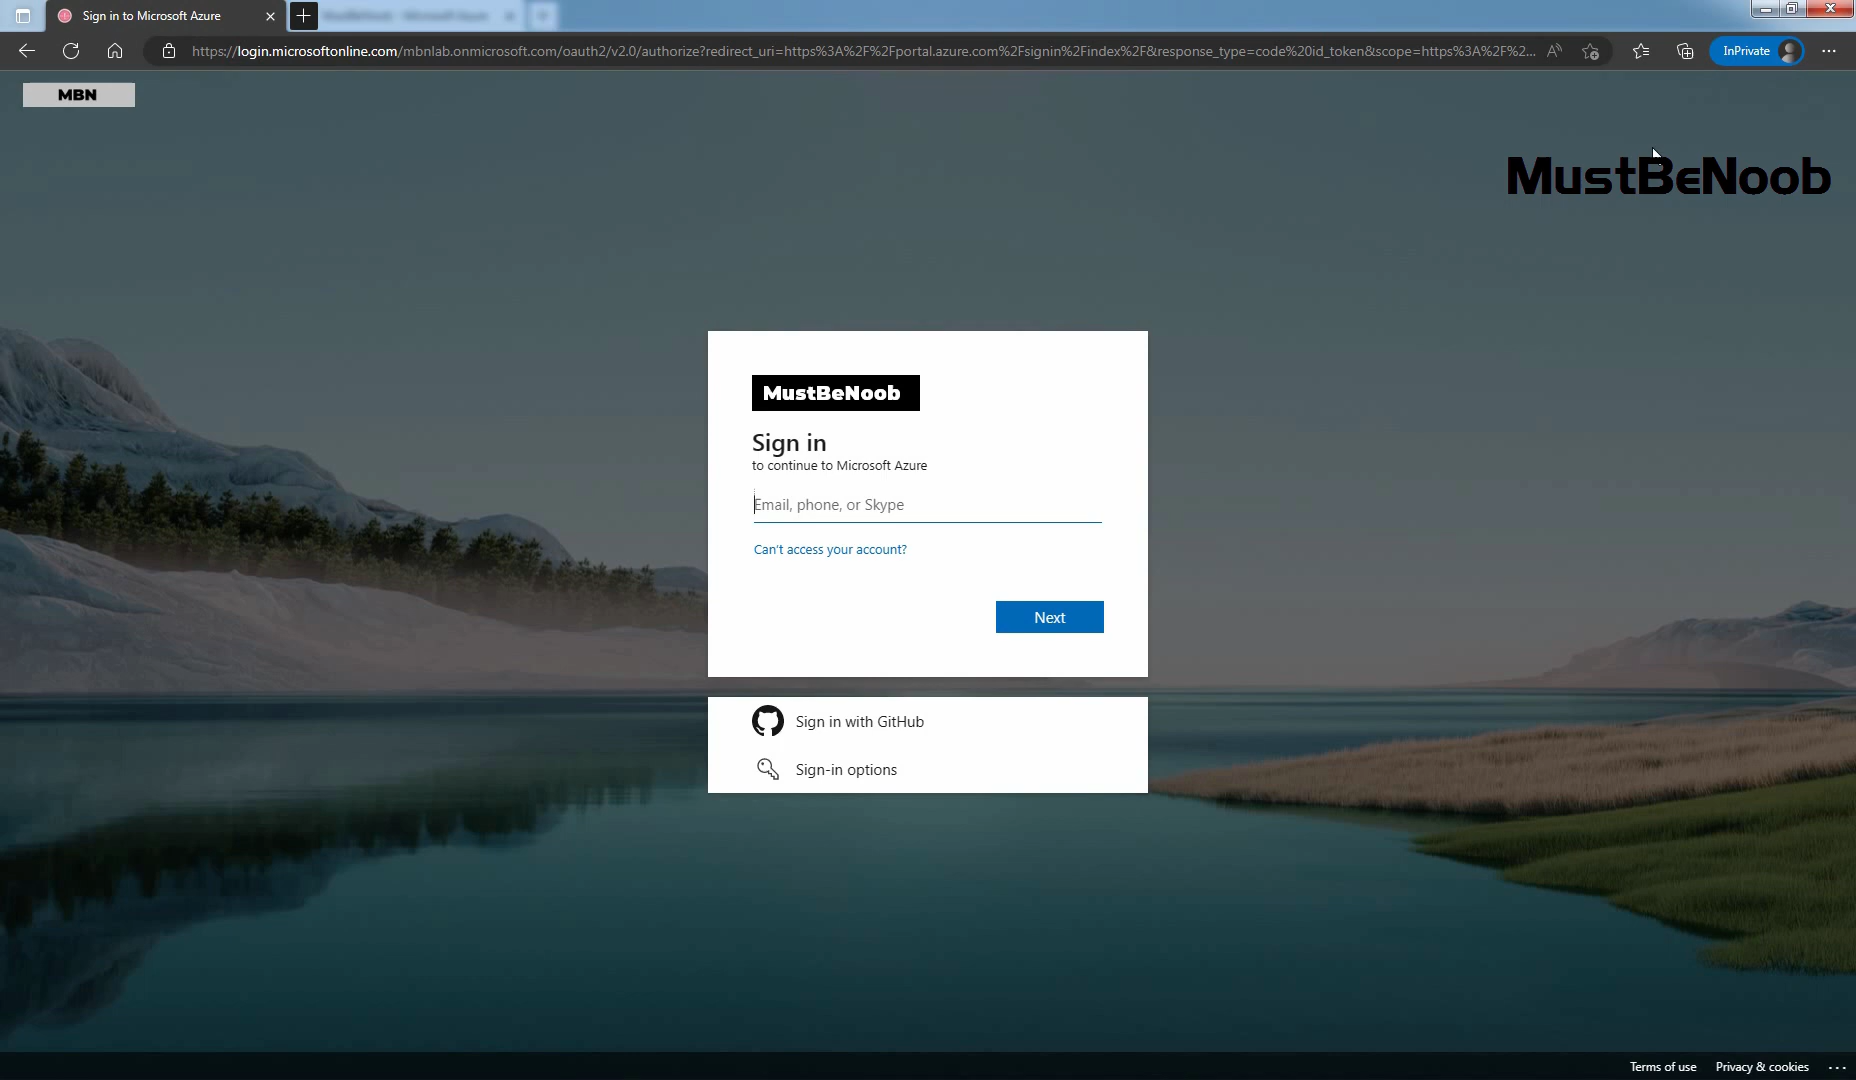 Sign in to Microsoft Azure
MustBeNoob - Microsoft Azure
https://login.microsoftonline.com/mbnlab.onmicrosoft.com/oauth2/v2.0/authorize?redirect_uri=https%3A%2F%2Fportal.azure.com%2Fsignin%2Findex%2F&response_type=code%20id_token&scope=https%3A%2F%2...
InPrivate
MBN
MustBeNoob
MustBeNoob
Sign in
to continue to Microsoft Azure
Email, phone, or Skype
Can't access your account?
Next
Sign in with GitHub
Sign-in options
Terms of use Privacy & cookies ...